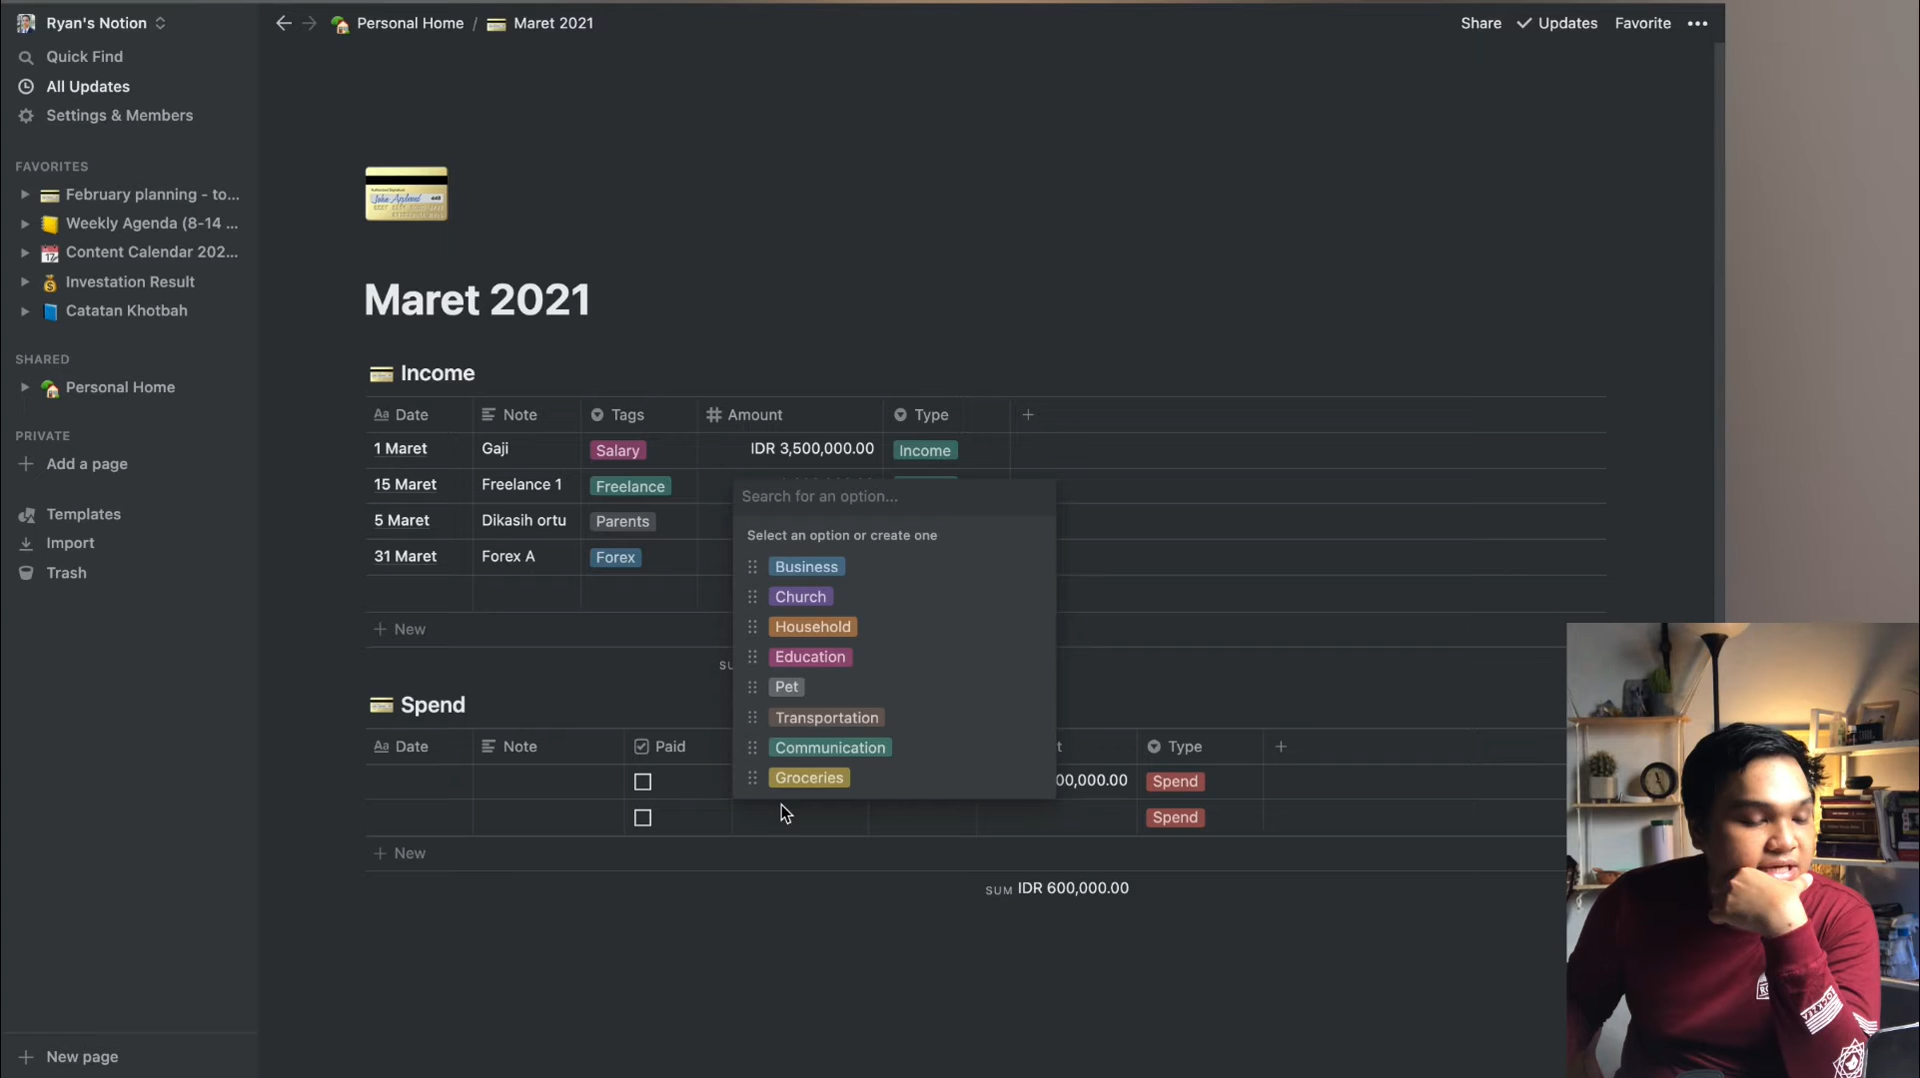 Ryan's Notion
Personal Home / Maret 2021
Share
Updates
Favorite
Quick Find
All Updates
Settings & Members
FAVORITES
February planning - to...
Weekly Agenda (8-14 ...
Content Calendar 202...
Investation Result
Catatan Khotbah
SHARED
Personal Home
PRIVATE
Add a page
Templates
Import
Trash
New page
Maret 2021
Income
Aa Date Note Tags # Amount Type +
1 Maret Gaji Salary IDR 3,500,000.00 Income
15 Maret Freelance 1 Freelance
5 Maret Dikasih ortu Parents
31 Maret Forex A Forex
+ New
SU
Search for an option...
Select an option or create one
Business
Church
Household
Education
Pet
Transportation
Communication
Groceries
Spend
Aa Date Note Paid t Type +
00,000.00 Spend
Spend
+ New
SUM IDR 600,000.00